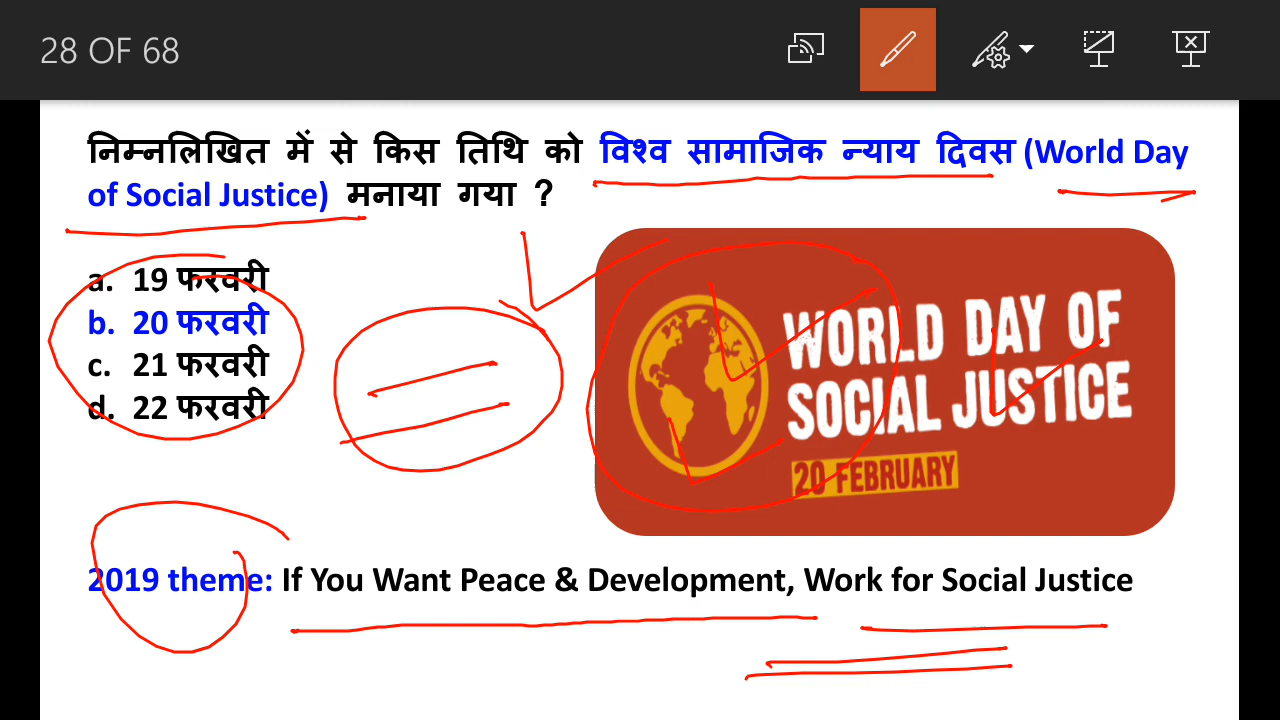 28 OF 68
निम्नलिखित में से किस तिथि को विश्व सामाजिक न्याय दिवस (World Day
of Social Justice) मनाया गया ?
a. 19 फरवरी
b. 20 फरवरी
c. 21 फरवरी
d. 22 फरवरी
WORLD DAY OF
SOCIAL JUSTICE
20 FEBRUARY
2019 theme: If You Want Peace & Development, Work for Social Justice